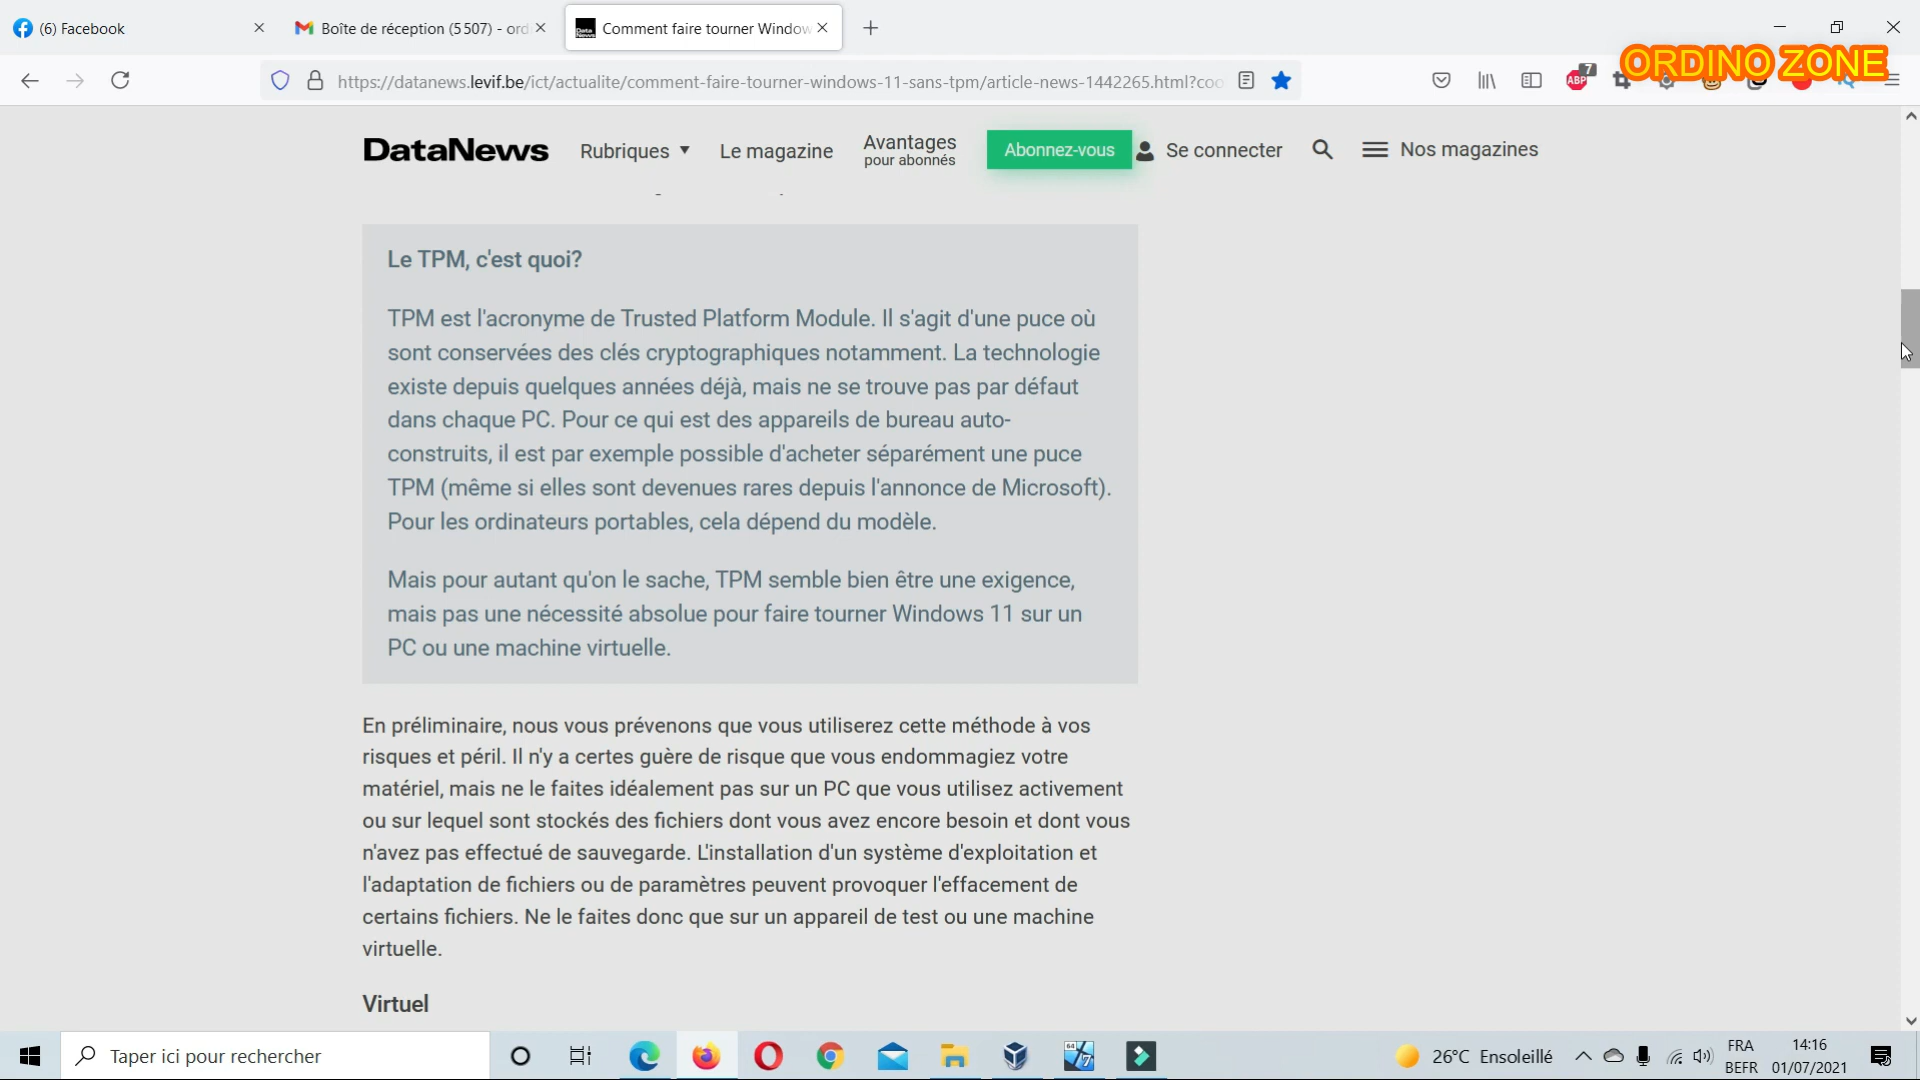 (6) Facebook
Boîte de réception (5 507) - ord
Comment faire tourner Window
ORDINO ZONE
https://datanews.levif.be/ict/actualite/comment-faire-tourner-windows-11-sans-tpm/article-news-1442265.html?coo
ABP
7
DataNews
Rubriques
Le magazine
Avantages
pour abonnés
Abonnez-vous
Se connecter
Nos magazines
Le TPM, c'est quoi?
TPM est l'acronyme de Trusted Platform Module. Il s'agit d'une puce où
sont conservées des clés cryptographiques notamment. La technologie
existe depuis quelques années déjà, mais ne se trouve pas par défaut
dans chaque PC. Pour ce qui est des appareils de bureau auto-
construits, il est par exemple possible d'acheter séparément une puce
TPM (même si elles sont devenues rares depuis l'annonce de Microsoft).
Pour les ordinateurs portables, cela dépend du modèle.
Mais pour autant qu'on le sache, TPM semble bien être une exigence,
mais pas une nécessité absolue pour faire tourner Windows 11 sur un
PC ou une machine virtuelle.
En préliminaire, nous vous prévenons que vous utiliserez cette méthode à vos
risques et péril. Il n'y a certes guère de risque que vous endommagiez votre
matériel, mais ne le faites idéalement pas sur un PC que vous utilisez activement
ou sur lequel sont stockés des fichiers dont vous avez encore besoin et dont vous
n'avez pas effectué de sauvegarde. L'installation d'un système d'exploitation et
l'adaptation de fichiers ou de paramètres peuvent provoquer l'effacement de
certains fichiers. Ne le faites donc que sur un appareil de test ou une machine
virtuelle.
Virtuel
Taper ici pour rechercher
26°C Ensoleillé
FRA
BEFR
14:16
01/07/2021